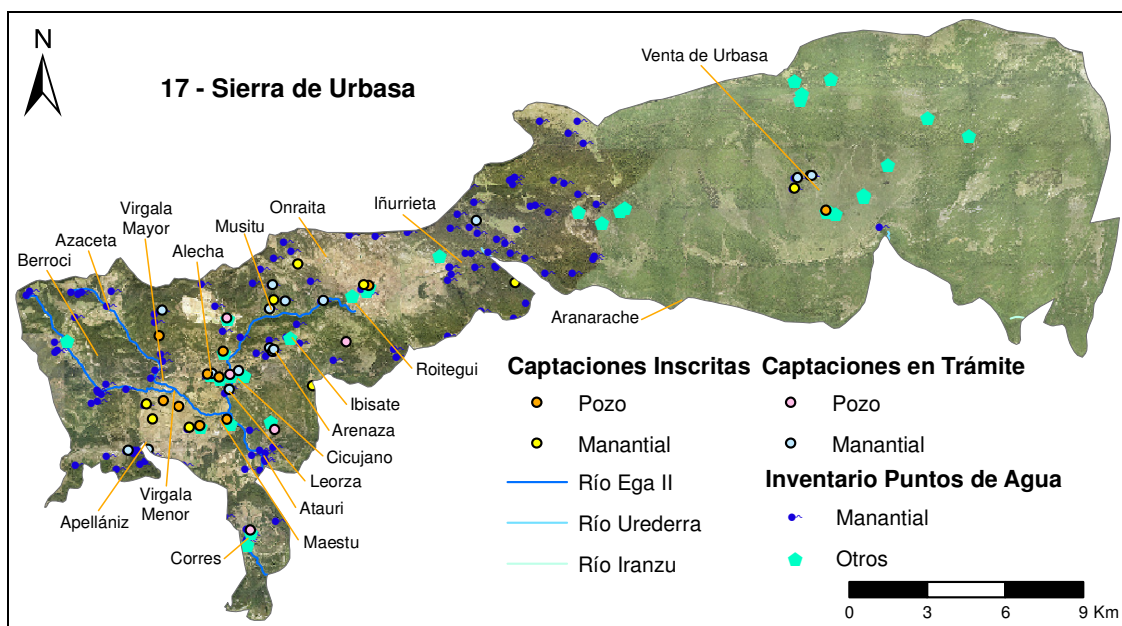 N
17 - Sierra de Urbasa
Venta de Urbasa
Onraita
Iñurrieta
Virgala
Mayor
Musitu
Azaceta
Alecha
Berroci
Aranarache
Roitegui
Ibisate
Arenaza
Cicujano
Leorza
Virgala
Menor
Atauri
Apellániz
Maestu
Corres
Captaciones Inscritas
Pozo
Manantial
Río Ega II
Río Urederra
Río Iranzu
Captaciones en Trámite
Pozo
Manantial
Inventario Puntos de Agua
Manantial
Otros
0 3 6 9 Km